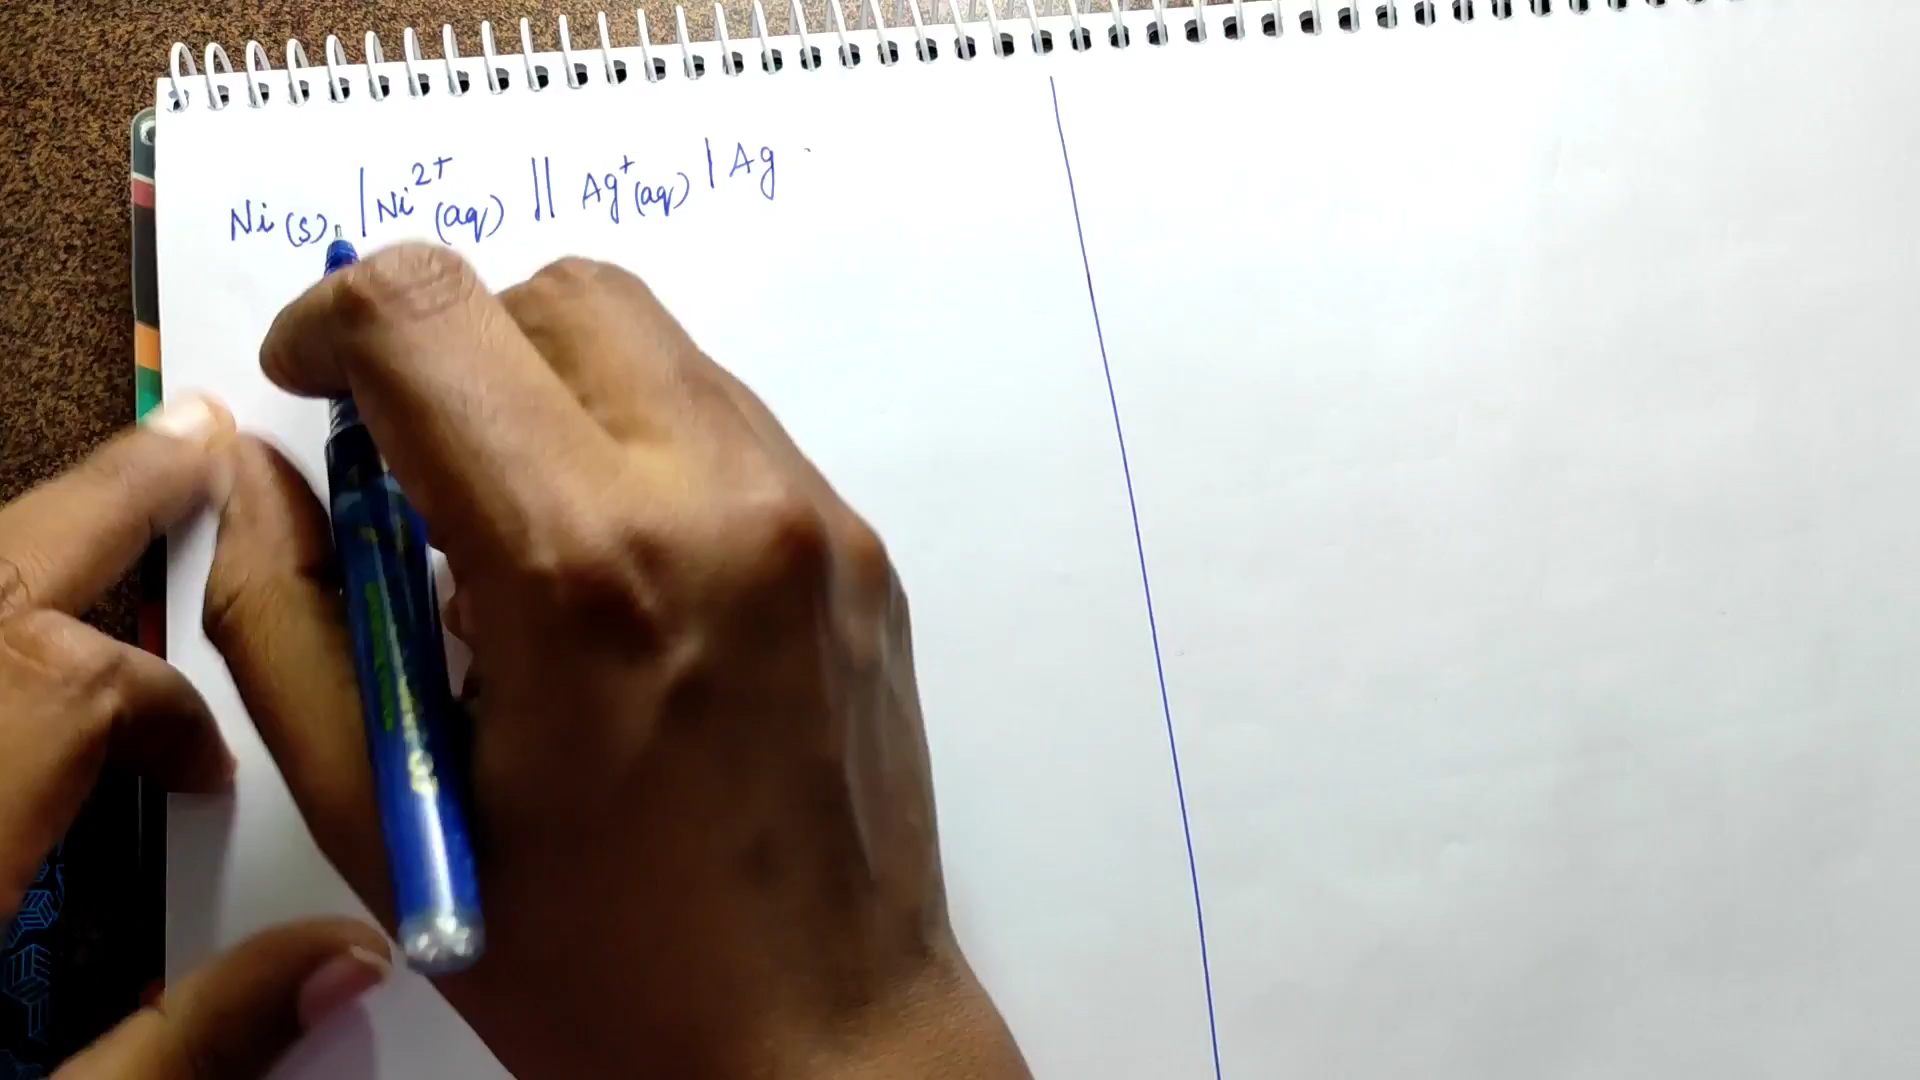 Ni(s) | Ni²⁺(aq) || Ag⁺(aq) | Ag